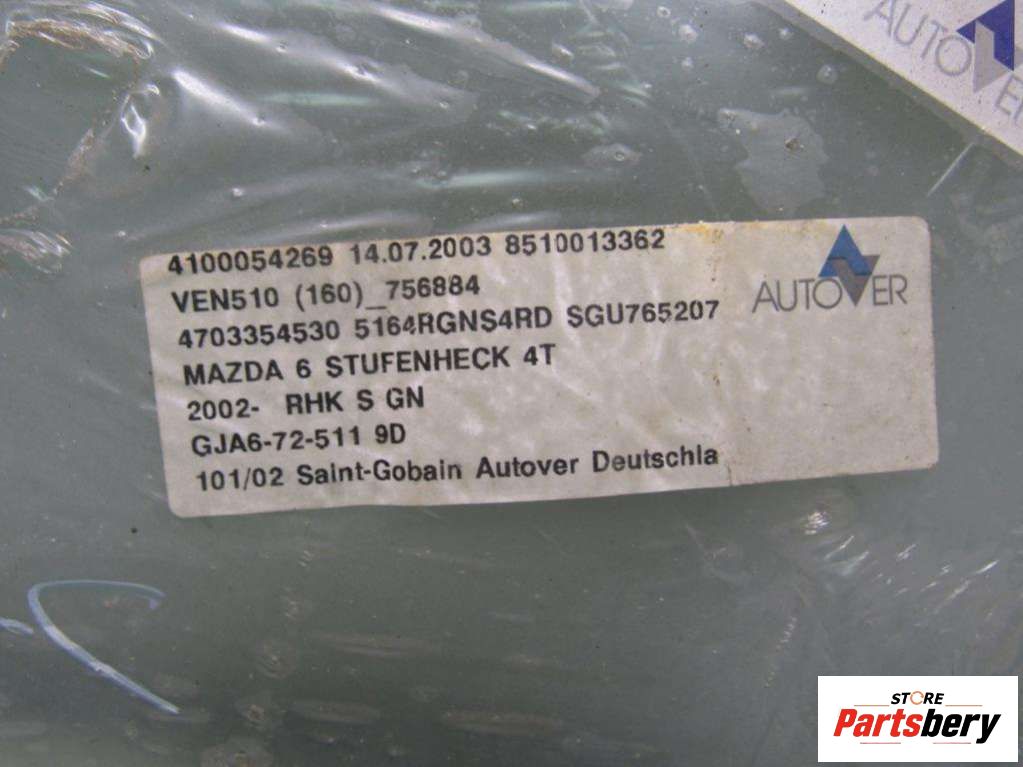 AUTOVER
4100054269 14.07.2003 8510013362
VEN510 (160)_756884
4703354530 5164RGNS4RD SGU765207
MAZDA 6 STUFENHECK 4T
2002- RHK S GN
GJA6-72-511 9D
101/02 Saint-Gobain Autover Deutschla
AUTOVER
STORE
Partsbery